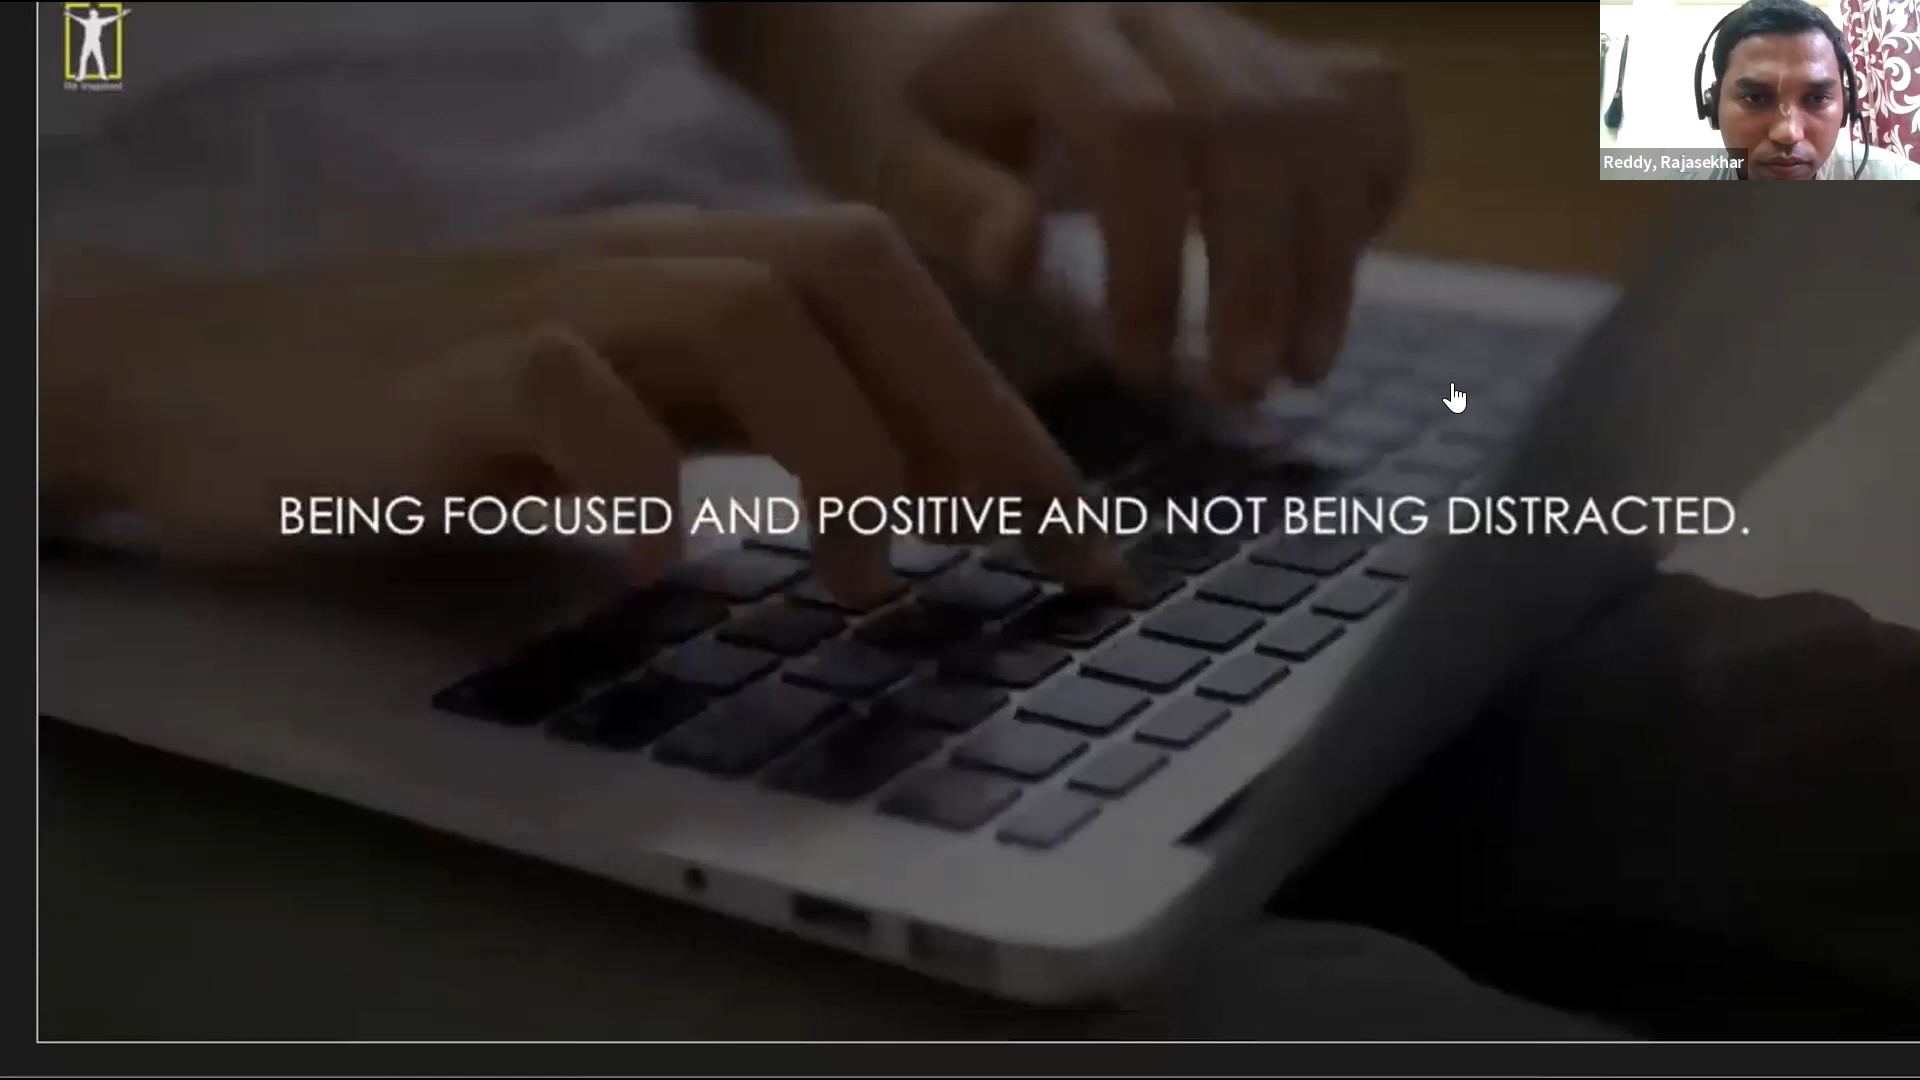 Reddy, Rajasekhar
BEING FOCUSED AND POSITIVE AND NOT BEING DISTRACTED.